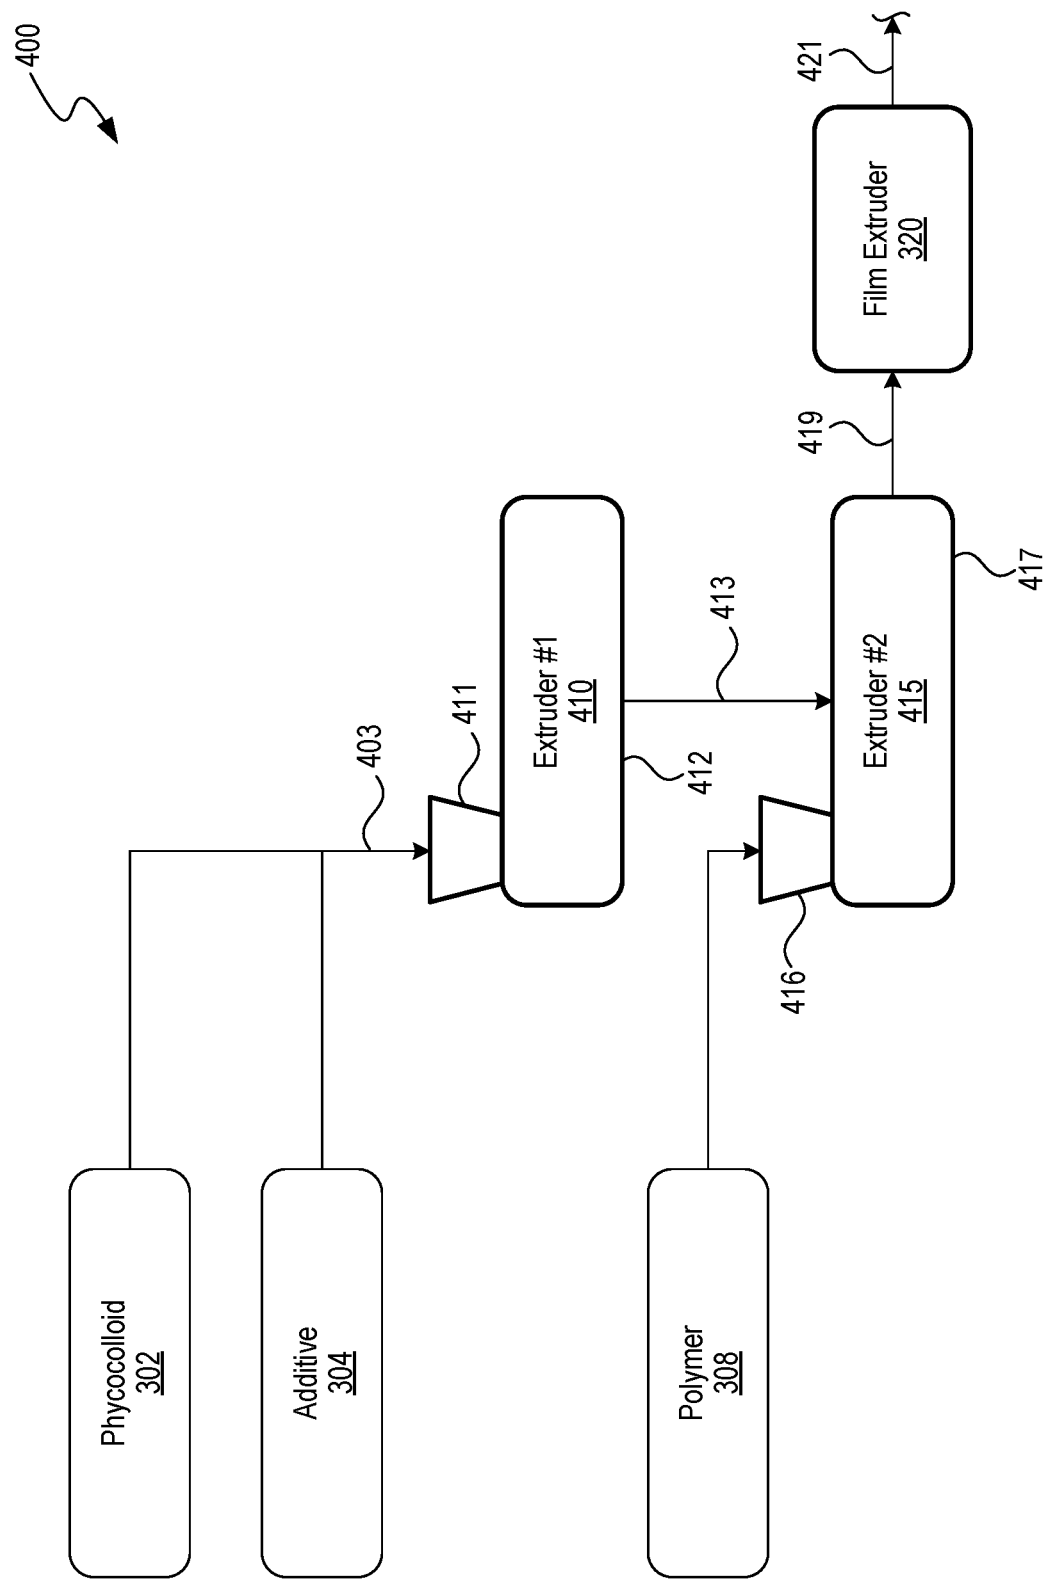 400
Phycocolloid
302
Additive
304
403
411
Extruder #1
410
412
413
Polymer
308
416
Extruder #2
415
417
419
Film Extruder
320
421